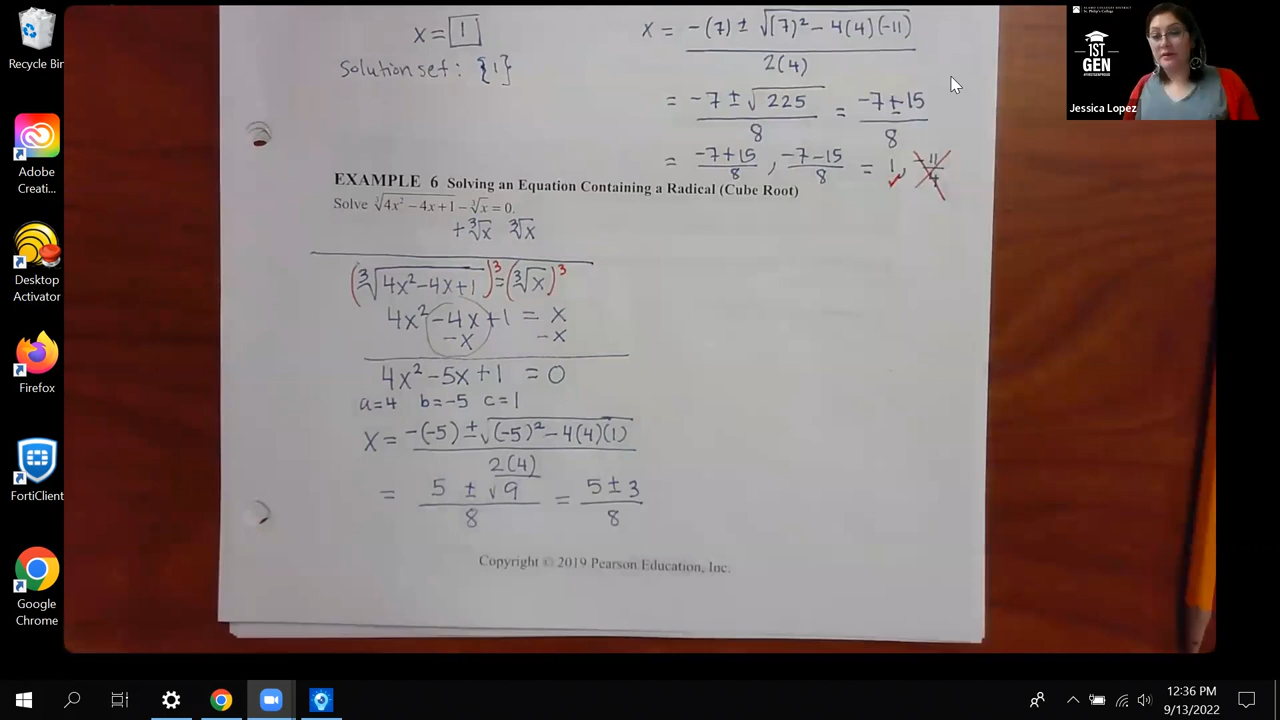 Recycle Bin
Adobe
Creati...
Desktop
Activator
Firefox
FortiClient
Google
Chrome
x = 1
Solution set: {1}
x = -(7) ± √((7)² - 4(4)(-11))
2(4)
= -7 ± √225 = -7 ± 15
8 8
= -7+15 , -7-15 = 1, -11
8 8 4
EXAMPLE 6 Solving an Equation Containing a Radical (Cube Root)
Solve ∛(4x² − 4x + 1) − ∛x = 0.
+∛x ∛x
(∛(4x²-4x+1))³ = (∛x)³
4x² -4x +1 = x
-x -x
4x² -5x +1 = 0
a=4 b=-5 c=1
x = -(-5) ± √((-5)² - 4(4)(1))
2(4)
= 5 ± √9 = 5 ± 3
8 8
Copyright © 2019 Pearson Education, Inc.
1ST
GEN
Jessica Lopez
12:36 PM
9/13/2022